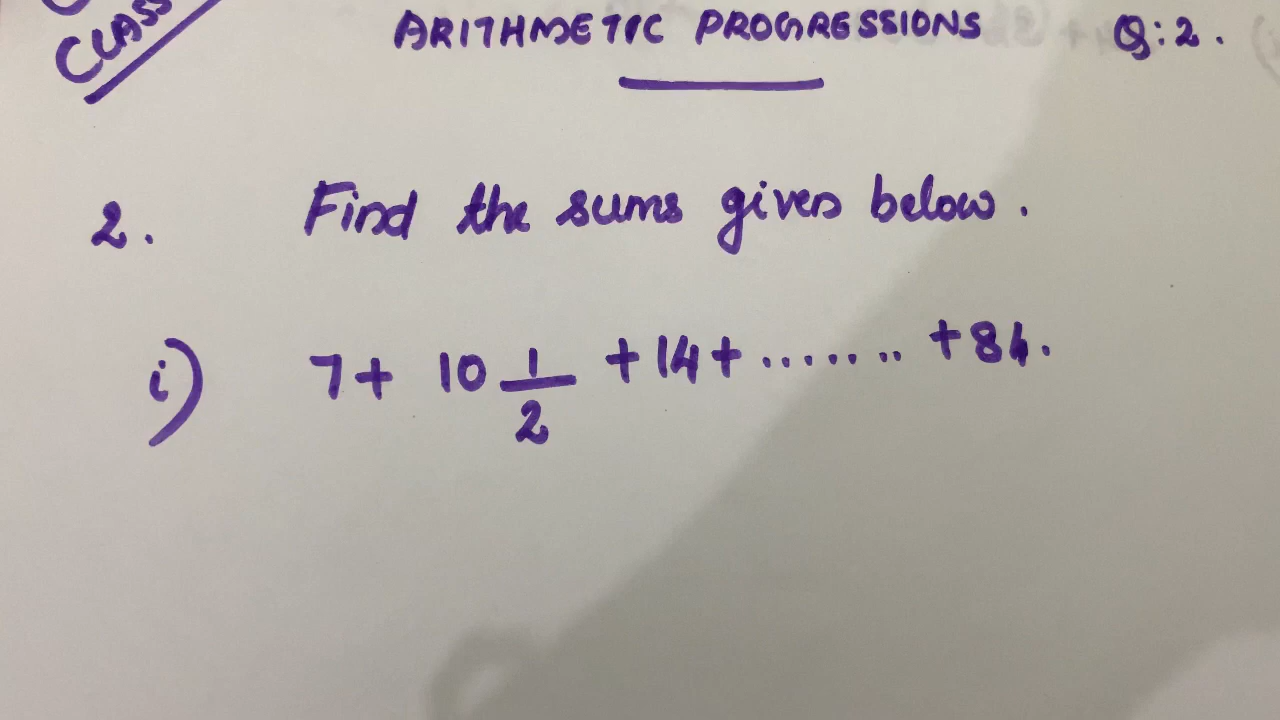 CLASS
ARITHMETIC PROGRESSIONS Q:2.
2. Find the sums given below.
i) 7+ 10 1/2 +14+ ....... +84.